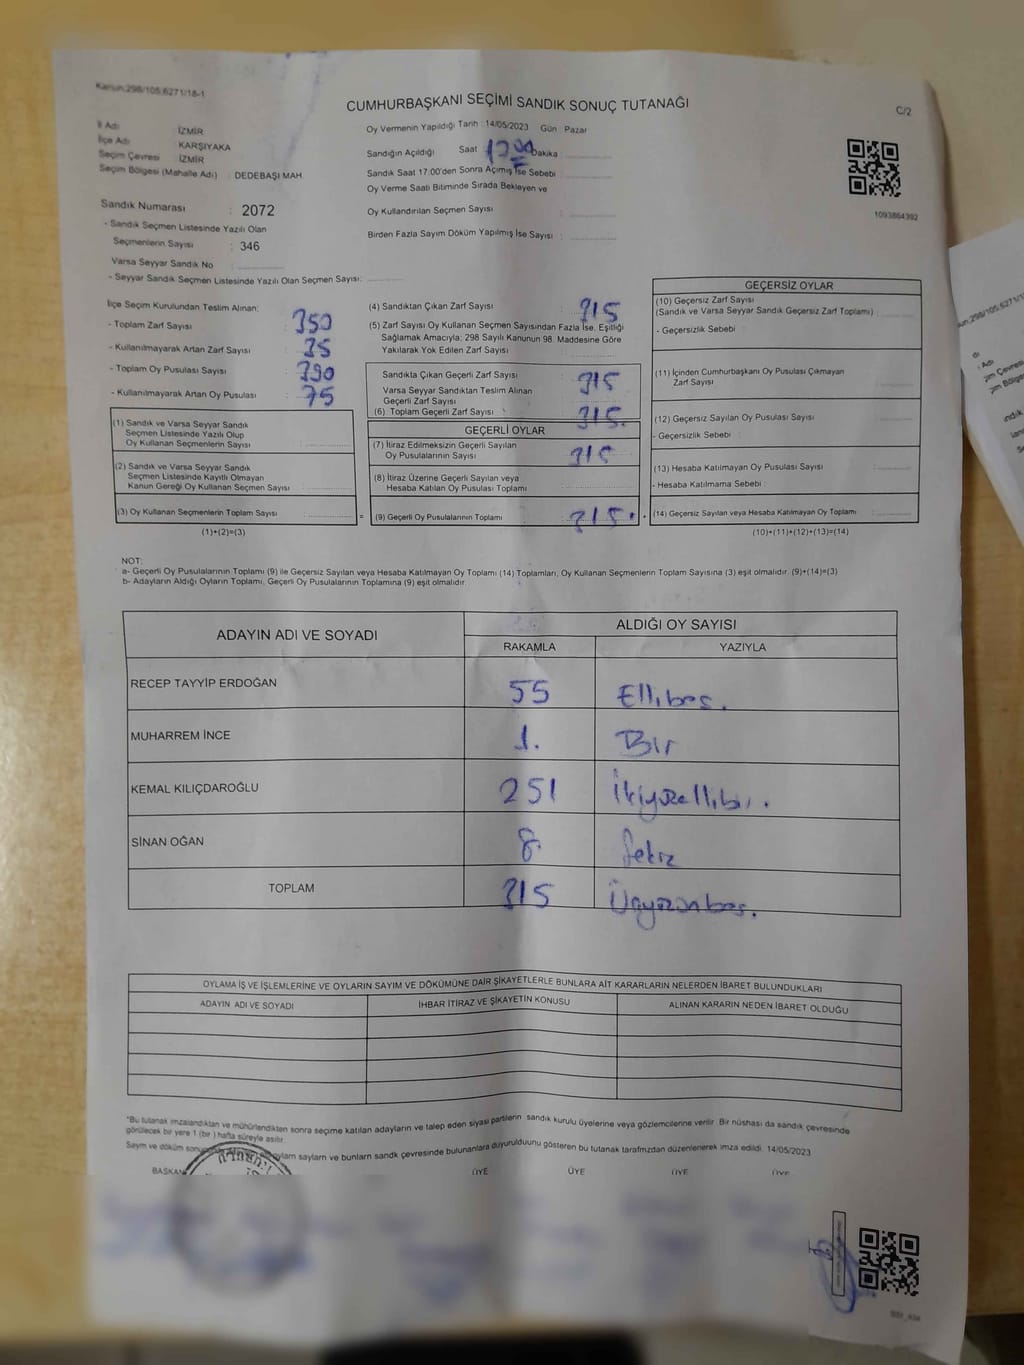 Kanun:298/105;6271/18-1
CUMHURBAŞKANI SEÇİMİ SANDIK SONUÇ TUTANAĞI
C/2
İl Adı : İZMİR
İlçe Adı : KARŞIYAKA
Seçim Çevresi : İZMİR
Seçim Bölgesi (Mahalle Adı) : DEDEBAŞI MAH.
Sandık Numarası : 2072
- Sandık Seçmen Listesinde Yazılı Olan
Seçmenlerin Sayısı : 346
Varsa Seyyar Sandık No :
- Seyyar Sandık Seçmen Listesinde Yazılı Olan Seçmen Sayısı:
Oy Vermenin Yapıldığı Tarih :14/05/2023 Gün : Pazar
Sandığın Açıldığı Saat : 17:00 Dakika :
Sandık Saat 17:00'den Sonra Açımış İse Sebebi :
Oy Verme Saati Bitiminde Sırada Bekleyen ve
Oy Kullandırılan Seçmen Sayısı :
Birden Fazla Sayım Döküm Yapılmış İse Sayısı :
1093864392
İlçe Seçim Kurulundan Teslim Alınan:
- Toplam Zarf Sayısı : 350
- Kullanılmayarak Artan Zarf Sayısı : 35
- Toplam Oy Pusulası Sayısı : 390
- Kullanılmayarak Artan Oy Pusulası : 75
(1) Sandık ve Varsa Seyyar Sandık
Seçmen Listesinde Yazılı Olup
Oy Kullanan Seçmenlerin Sayısı :
(2) Sandık ve Varsa Seyyar Sandık
Seçmen Listesinde Kayıtlı Olmayan
Kanun Gereği Oy Kullanan Seçmen Sayısı :
(3) Oy Kullanan Seçmenlerin Toplam Sayısı :
(1)+(2)=(3)
(4) Sandıktan Çıkan Zarf Sayısı : 315
(5) Zarf Sayısı Oy Kullanan Seçmen Sayısından Fazla İse, Eşitliği
Sağlamak Amacıyla; 298 Sayılı Kanunun 98. Maddesine Göre
Yakılarak Yok Edilen Zarf Sayısı :
Sandıkla Çıkan Geçerli Zarf Sayısı : 315
Varsa Seyyar Sandıktan Teslim Alınan
Geçerli Zarf Sayısı :
(6) Toplam Geçerli Zarf Sayısı : 315.
GEÇERLİ OYLAR
(7) İtiraz Edilmeksizin Geçerli Sayılan
Oy Pusulalarının Sayısı : 315
(8) İtiraz Üzerine Geçerli Sayılan veya
Hesaba Katılan Oy Pusulası Toplamı :
= (9) Geçerli Oy Pusulalarının Toplamı : 315. +
GEÇERSİZ OYLAR
(10) Geçersiz Zarf Sayısı
(Sandık ve Varsa Seyyar Sandık Geçersiz Zarf Toplamı) :
- Geçersizlik Sebebi :
(11) İçinden Cumhurbaşkanı Oy Pusulası Çıkmayan
Zarf Sayısı :
(12) Geçersiz Sayılan Oy Pusulası Sayısı :
- Geçersizlik Sebebi :
(13) Hesaba Katılmayan Oy Pusulası Sayısı :
- Hesaba Katılmama Sebebi :
(14) Geçersiz Sayılan veya Hesaba Katılmayan Oy Toplamı :
(10)+(11)+(12)+(13)=(14)
NOT:
a- Geçerli Oy Pusulalarının Toplamı (9) ile Geçersiz Sayılan veya Hesaba Katılmayan Oy Toplamı (14) Toplamları, Oy Kullanan Seçmenlerin Toplam Sayısına (3) eşit olmalıdır. (9)+(14)=(3)
b- Adayların Aldığı Oyların Toplamı, Geçerli Oy Pusulalarının Toplamına (9) eşit olmalıdır.
ADAYIN ADI VE SOYADI
ALDIĞI OY SAYISI
RAKAMLA YAZIYLA
RECEP TAYYİP ERDOĞAN 55 Ellibeş.
MUHARREM İNCE 1. Bir
KEMAL KILIÇDAROĞLU 251 İkiyüzellibir.
SİNAN OĞAN 8. Sekiz
TOPLAM 315 Üçyüzonbeş.
OYLAMA İŞ VE İŞLEMLERİNE VE OYLARIN SAYIM VE DÖKÜMÜNE DAİR ŞİKAYETLERLE BUNLARA AİT KARARLARIN NELERDEN İBARET BULUNDUKLARI
ADAYIN ADI VE SOYADI İHBAR İTİRAZ VE ŞİKAYETİN KONUSU ALINAN KARARIN NEDEN İBARET OLDUĞU
*Bu tutanak imzalandıktan ve mühürlendikten sonra seçime katılan adayların ve talep eden siyasi partilerin sandık kurulu üyelerine veya gözlemcilerine verilir. Bir nüshası da sandık çevresinde
görülecek bir yere 1 (bir ) hafta süreyle asılır.
Sayım ve döküm bunların sandık çevresinde bulunanlara duyurulduunu gösteren bu tutanak tarafımızdan düzenlenerek imza edildi. 14/05/2023
BAŞKAN ÜYE ÜYE ÜYE ÜYE